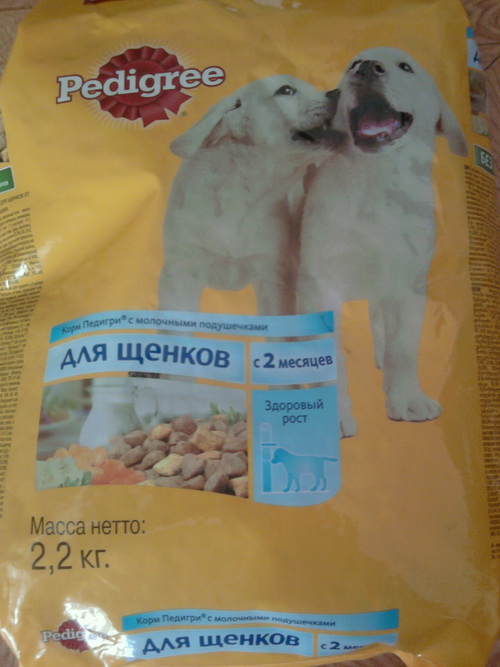 Pedigree
Корм Педигри® с молочными подушечками
ДЛЯ ЩЕНКОВ
с 2 месяцев
Здоровый
рост
Масса нетто:
2,2 кг.
Pedigree
Корм Педигри® с молочными подушечками
ДЛЯ ЩЕНКОВ
с 2